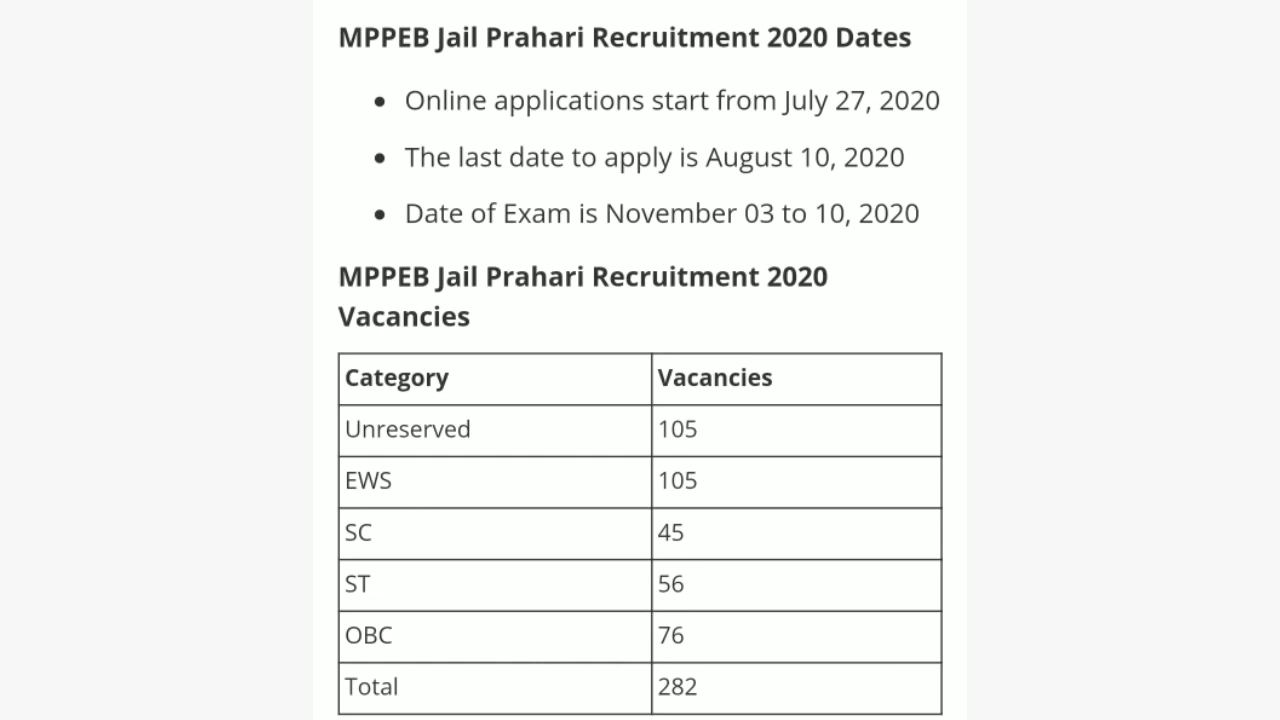 MPPEB Jail Prahari Recruitment 2020 Dates
• Online applications start from July 27, 2020
• The last date to apply is August 10, 2020
• Date of Exam is November 03 to 10, 2020
MPPEB Jail Prahari Recruitment 2020
Vacancies
Category Vacancies
Unreserved 105
EWS 105
SC 45
ST 56
OBC 76
Total 282